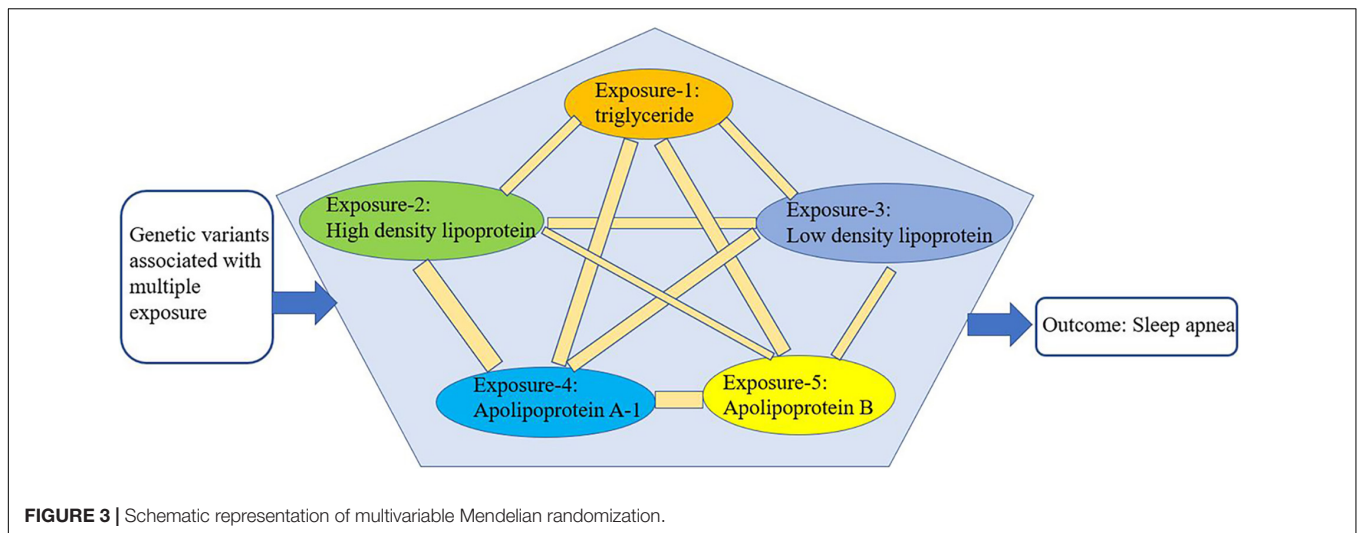 Exposure-1:
triglyceride
Exposure-2:
High density lipoprotein
Exposure-3:
Low density lipoprotein
Genetic variants
associated with
multiple
exposure
Outcome: Sleep apnea
Exposure-4:
Apolipoprotein A-1
Exposure-5:
Apolipoprotein B
FIGURE 3 | Schematic representation of multivariable Mendelian randomization.